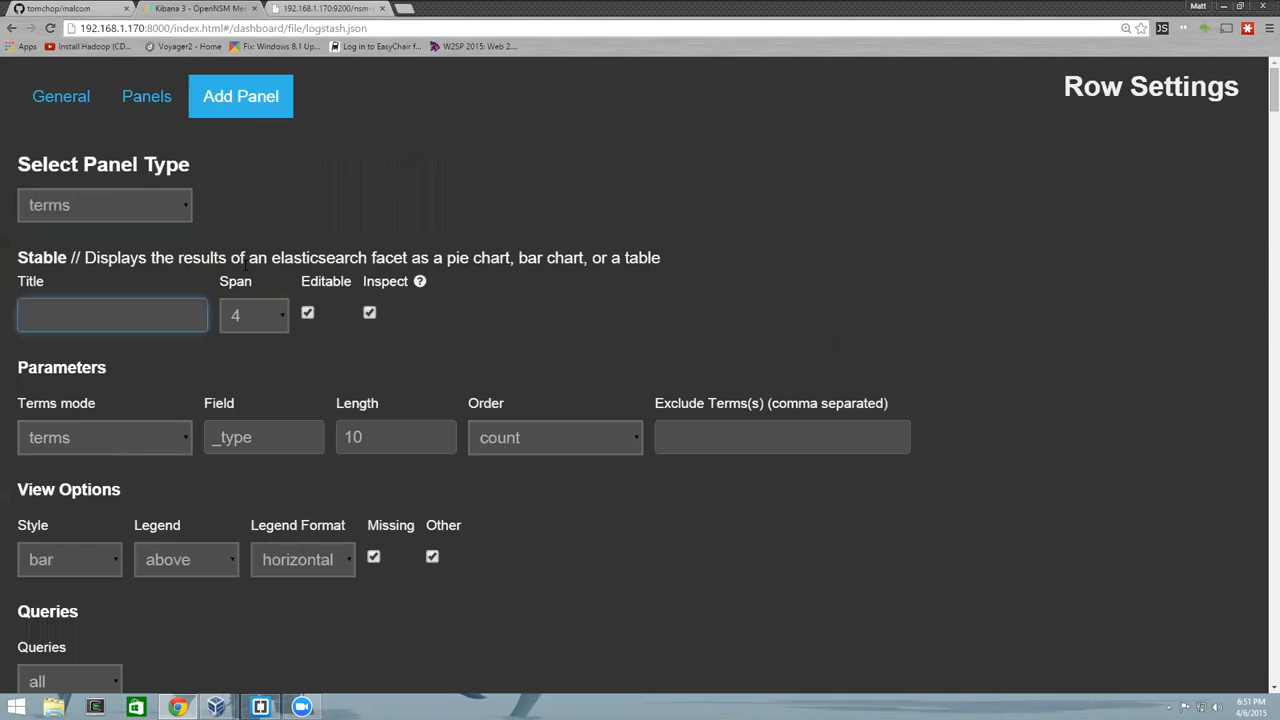 tomchop/malcom
Kibana 3 - OpenNSM Me
192.168.1.170:9200/nsm-
Matt
192.168.1.170:8000/index.html#/dashboard/file/logstash.json
Apps
Install Hadoop (CD...
Voyager2 - Home
Fix: Windows 8.1 Up...
Log in to EasyChair f...
W2SP 2015: Web 2...
General Panels Add Panel
Row Settings
Select Panel Type
terms
Stable // Displays the results of an elasticsearch facet as a pie chart, bar chart, or a table
Title Span Editable Inspect ?
4
Parameters
Terms mode Field Length Order Exclude Terms(s) (comma separated)
terms _type 10 count
View Options
Style Legend Legend Format Missing Other
bar above horizontal
Queries
Queries
all
6:51 PM
4/6/2015